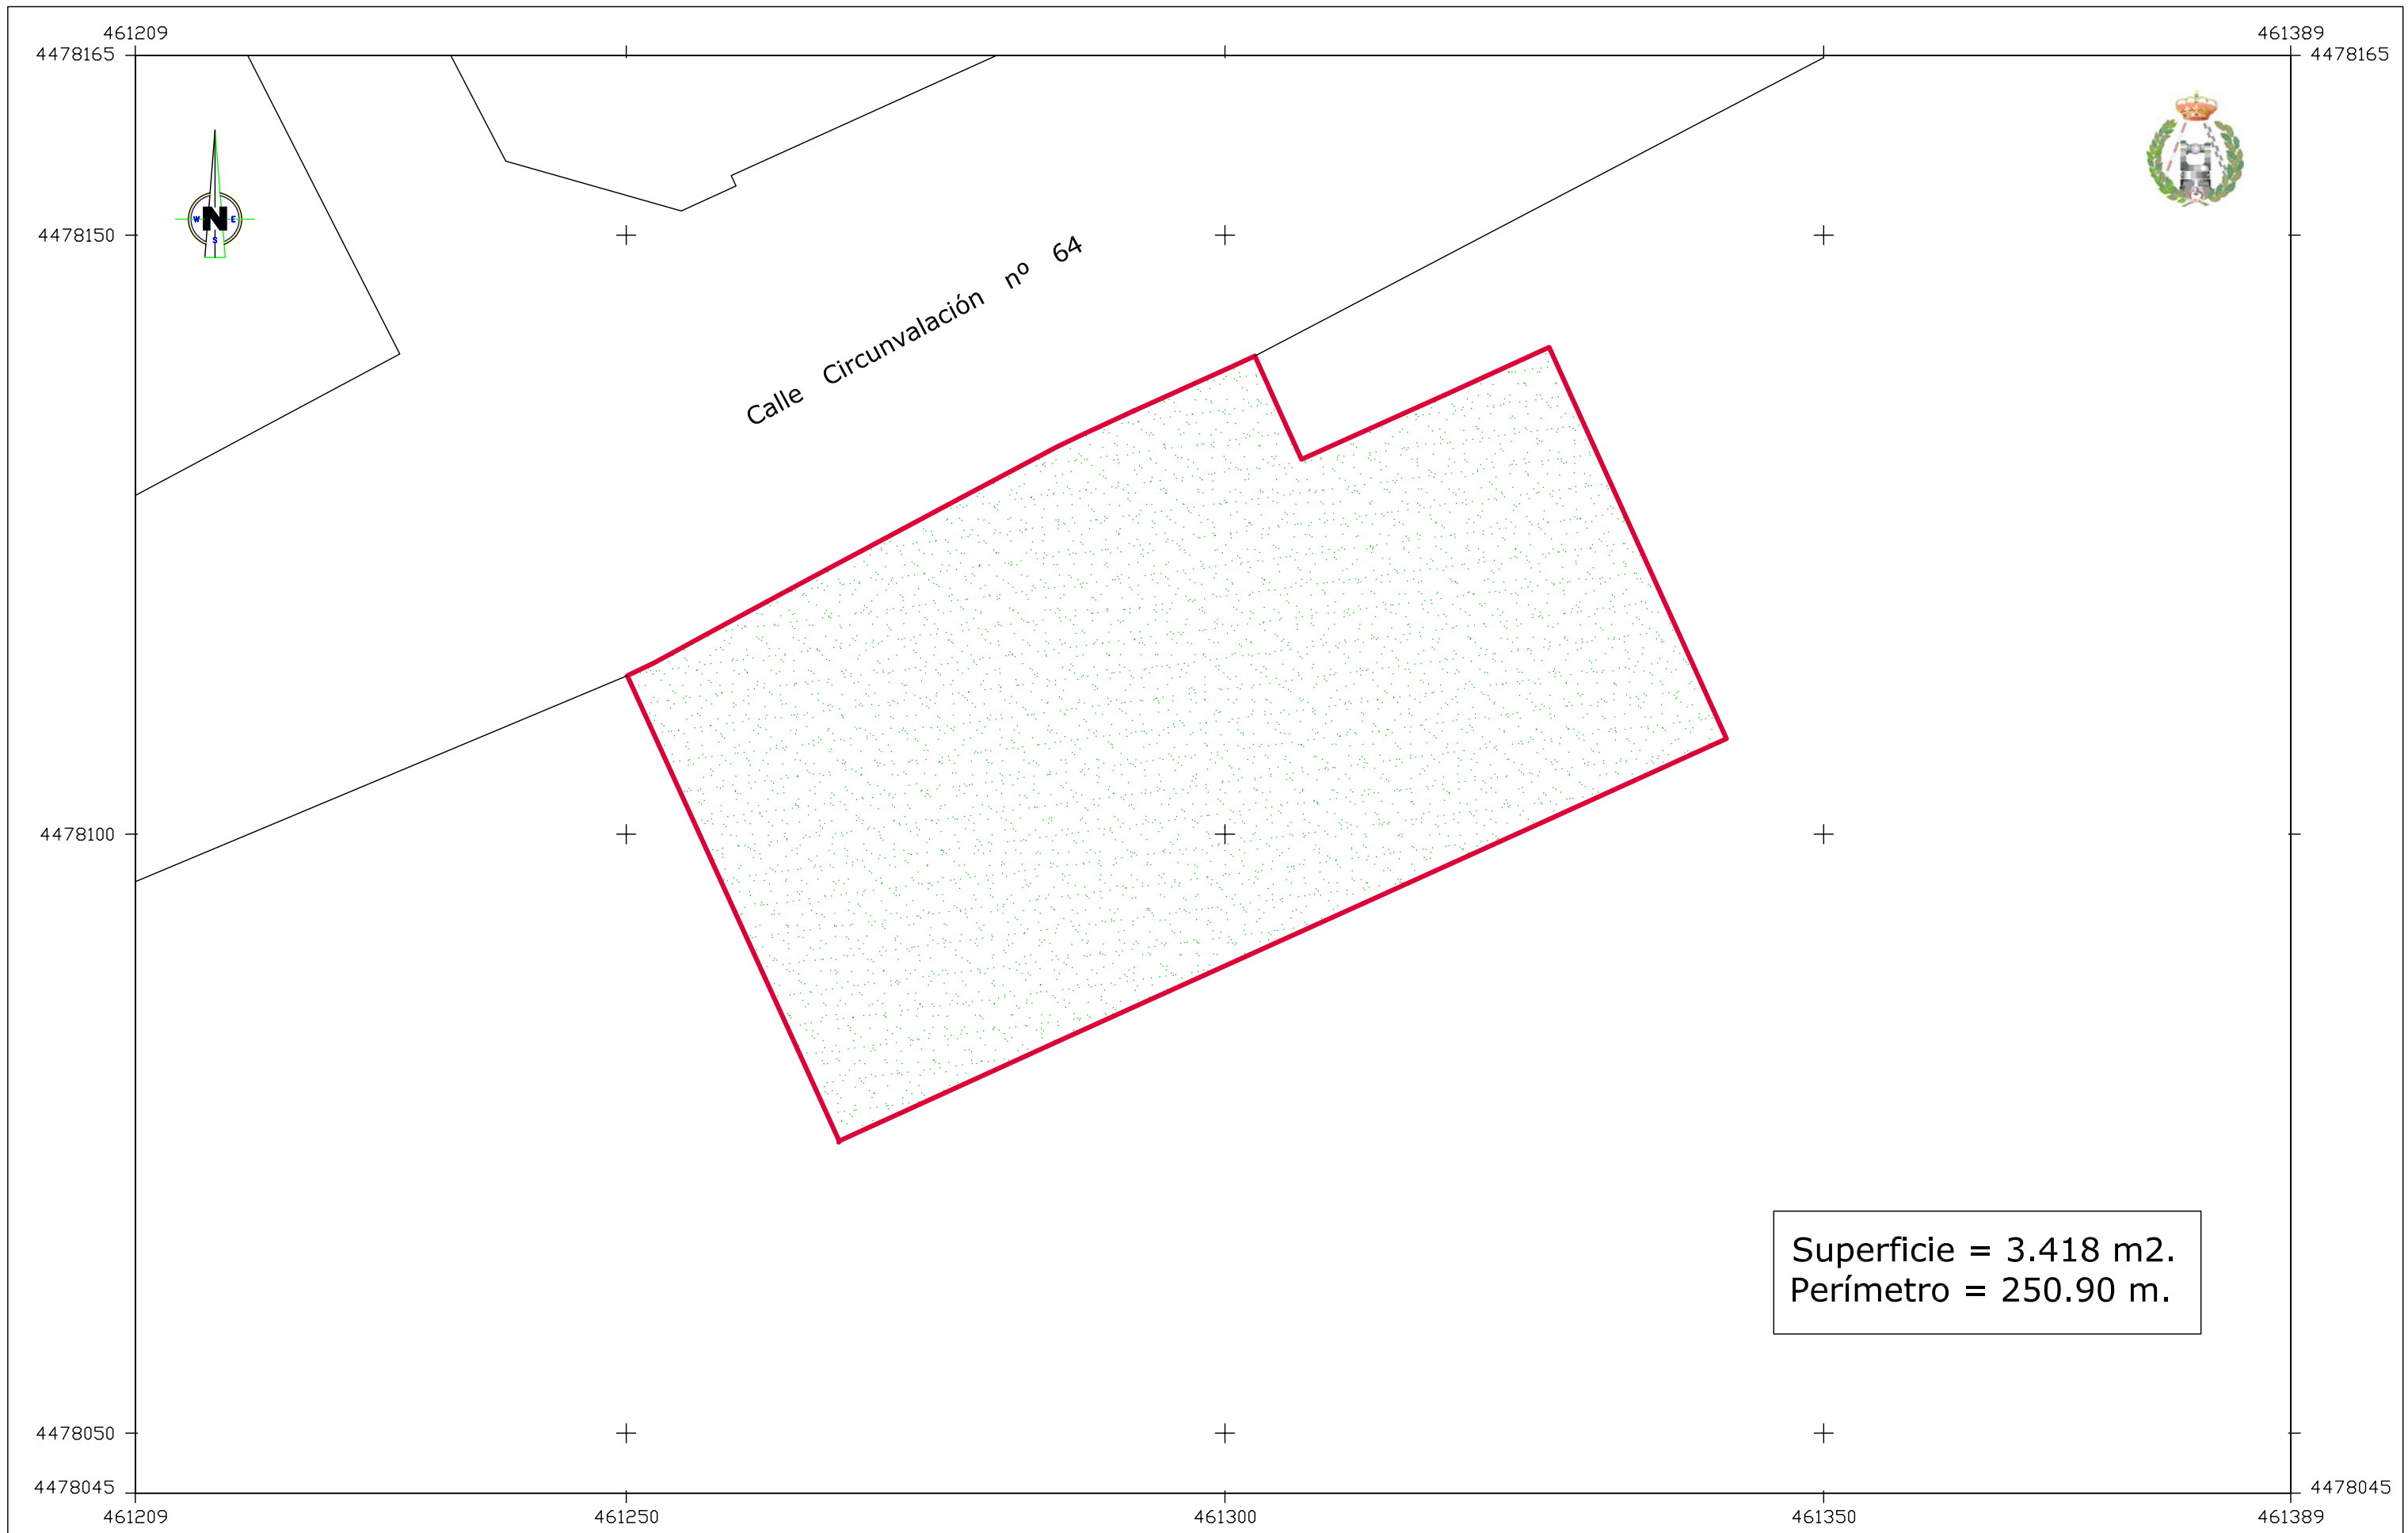 461209
461389
4478165
4478165
N
W
E
S
4478150
Calle Circunvalación nº 64
4478100
Superficie = 3.418 m2.
Perímetro = 250.90 m.
4478050
4478045
4478045
461209
461250
461300
461350
461389